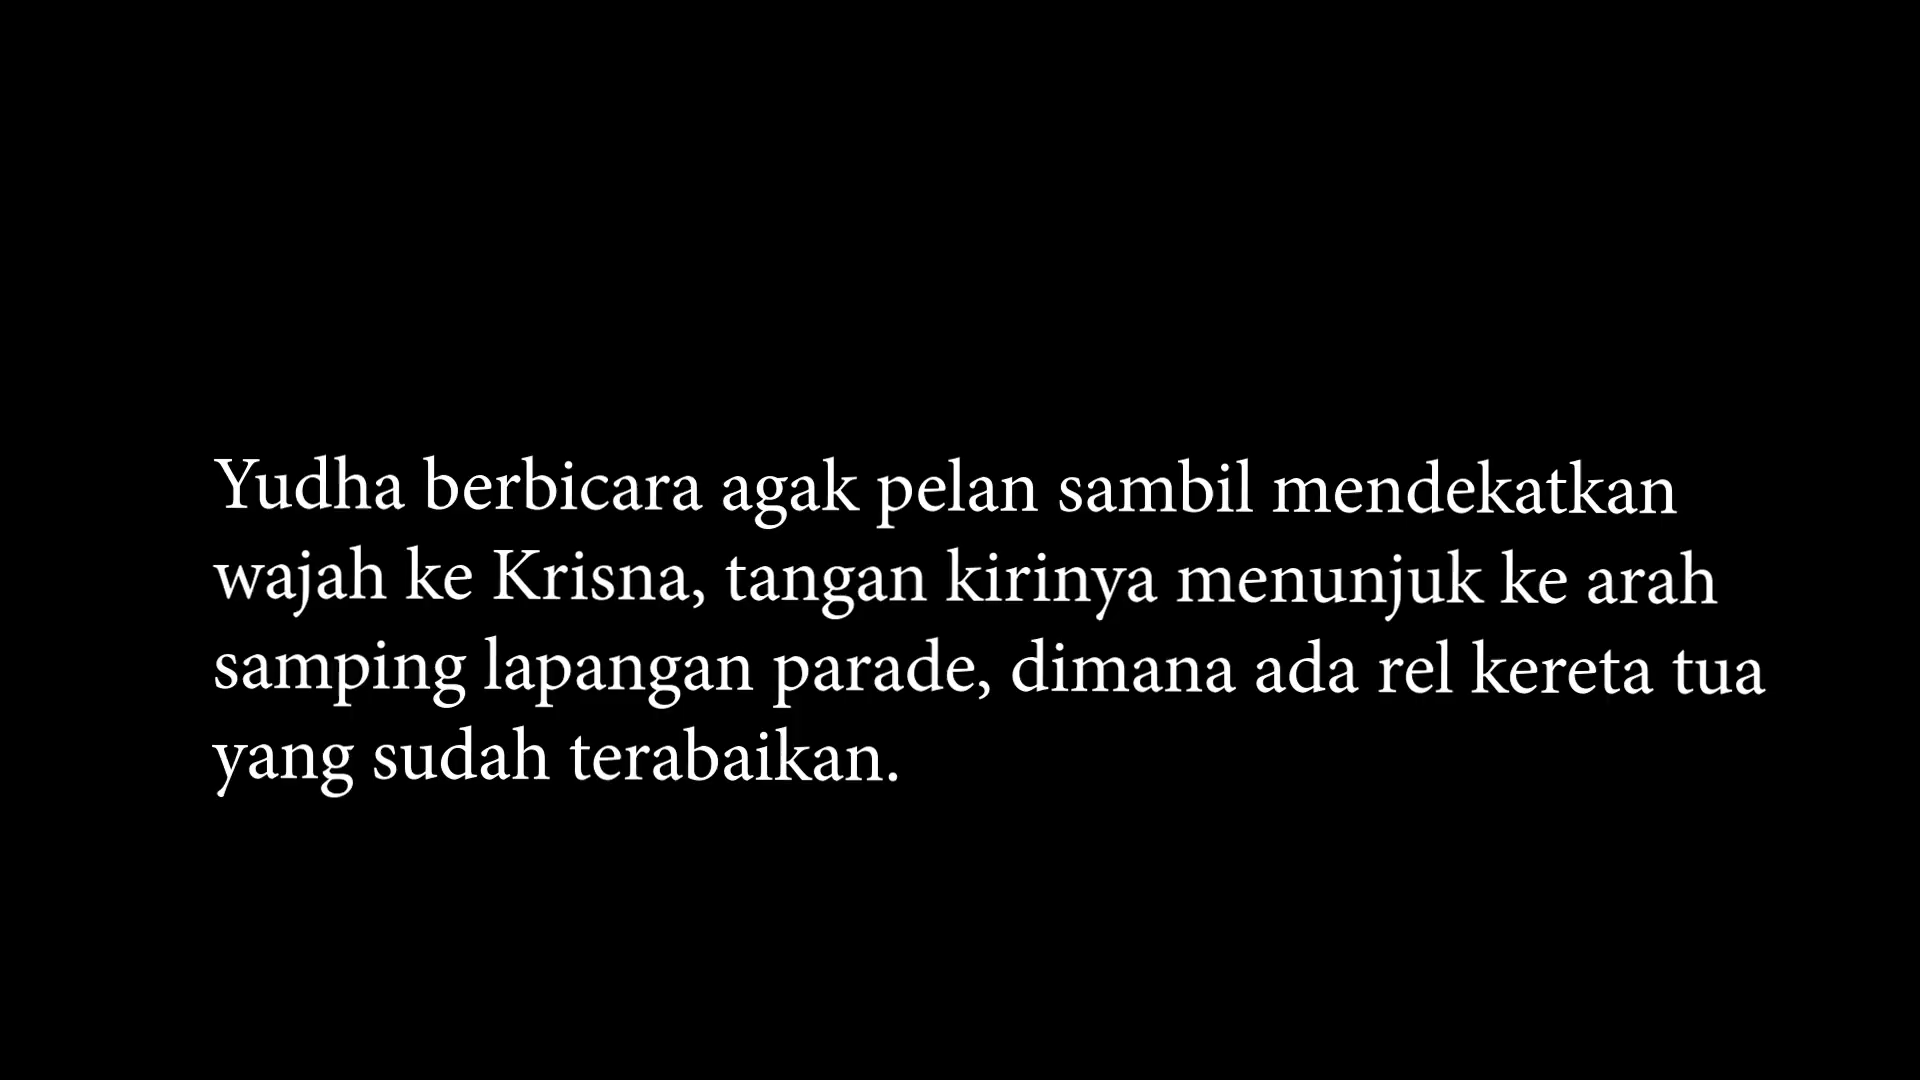 Yudha berbicara agak pelan sambil mendekatkan
wajah ke Krisna, tangan kirinya menunjuk ke arah
samping lapangan parade, dimana ada rel kereta tua
yang sudah terabaikan.